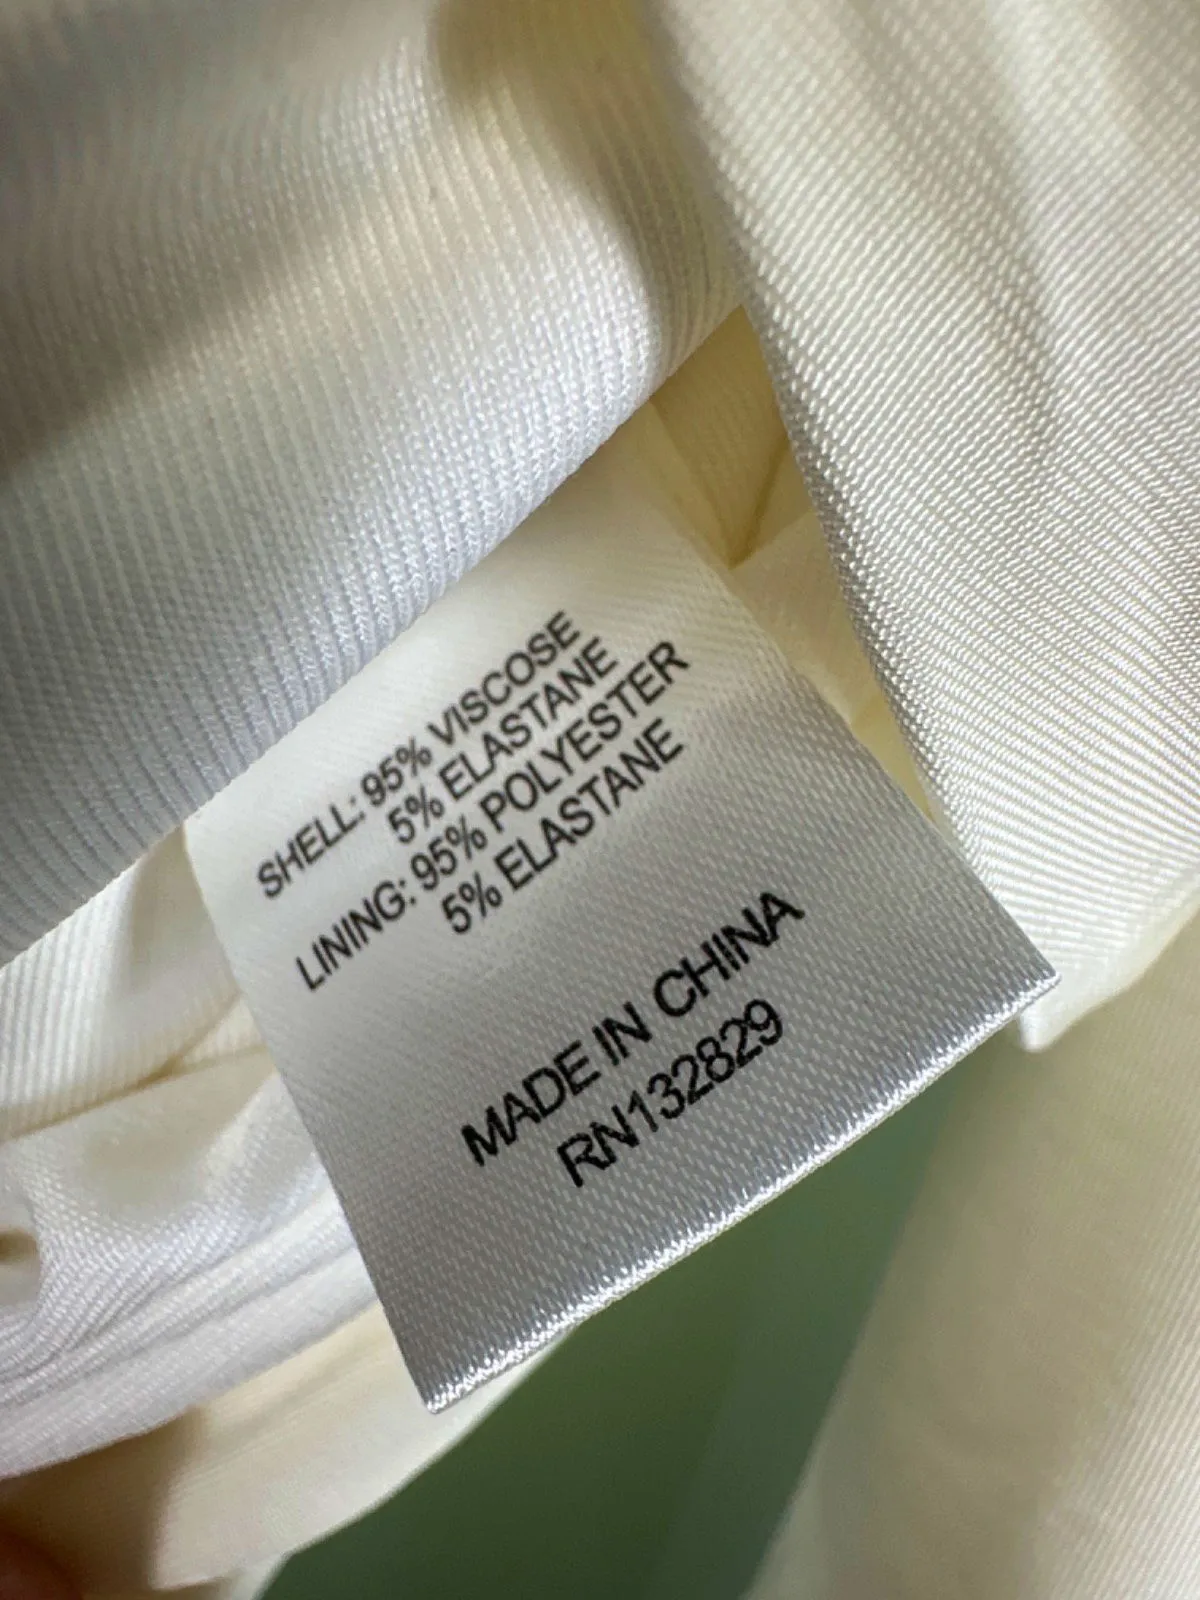 SHELL: 95% VISCOSE
5% ELASTANE
LINING: 95% POLYESTER
5% ELASTANE
MADE IN CHINA
RN132829